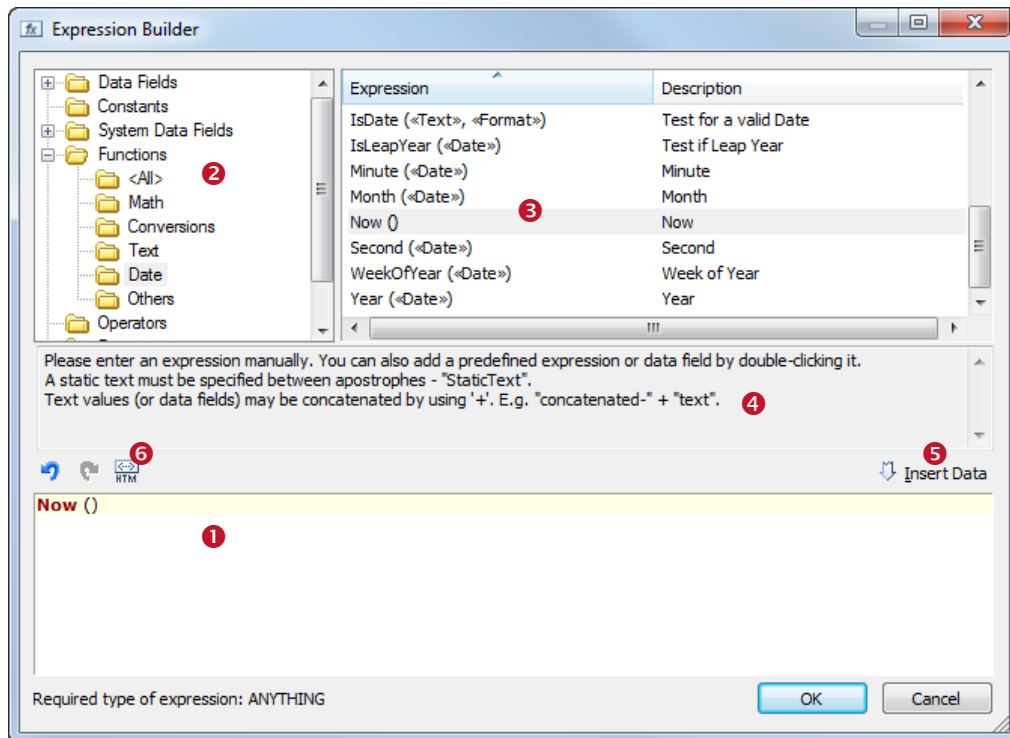 fx Expression Builder
Data Fields
Constants
System Data Fields
Functions
<All>
Math
Conversions
Text
Date
Others
Operators
2
Expression Description
IsDate («Text», «Format») Test for a valid Date
IsLeapYear («Date») Test if Leap Year
Minute («Date») Minute
Month («Date») Month
Now () Now
Second («Date») Second
WeekOfYear («Date») Week of Year
Year («Date») Year
3
Please enter an expression manually. You can also add a predefined expression or data field by double-clicking it.
A static text must be specified between apostrophes - "StaticText".
Text values (or data fields) may be concatenated by using '+'. E.g. "concatenated-" + "text".
4
6
5
HTM
Insert Data
Now ()
1
Required type of expression: ANYTHING
OK
Cancel